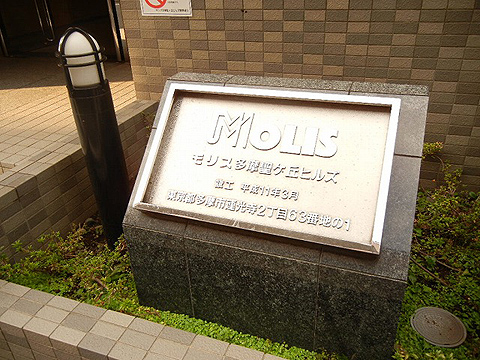 MOLIS
モリス多摩聖ケ丘ヒルズ
竣工 平成11年3月
東京都多摩市連光寺2丁目63番地の1